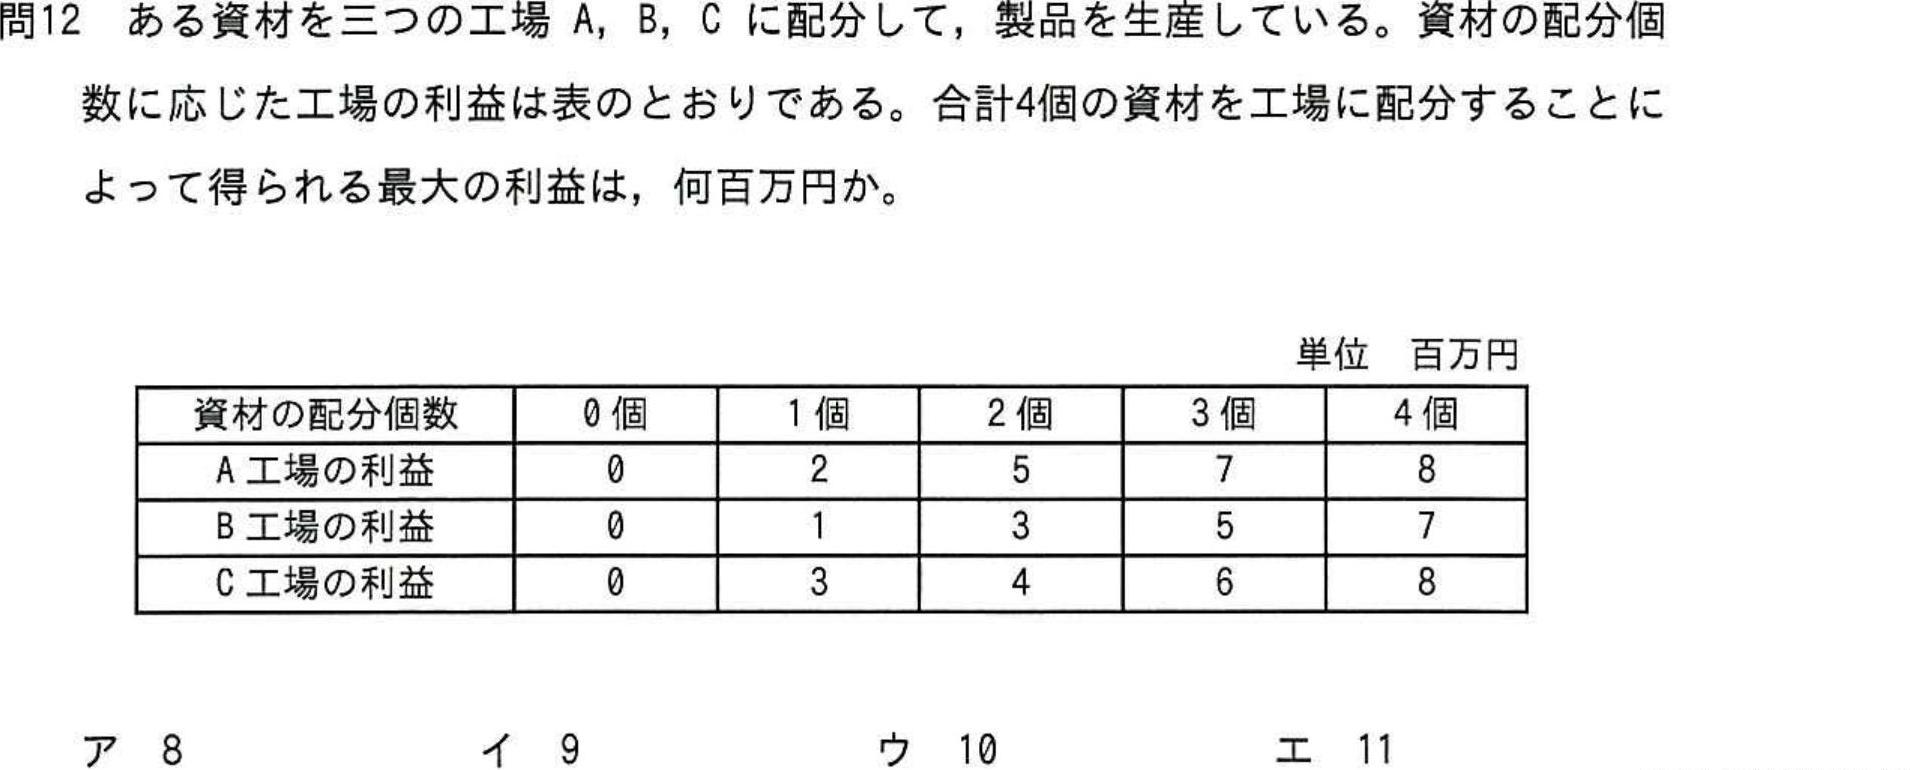 問12 ある資材を三つの工場 A，B，C に配分して，製品を生産している。資材の配分個
数に応じた工場の利益は表のとおりである。合計4個の資材を工場に配分することに
よって得られる最大の利益は，何百万円か。
単位 百万円
資材の配分個数 0個 1個 2個 3個 4個
A工場の利益 0 2 5 7 8
B工場の利益 0 1 3 5 7
C工場の利益 0 3 4 6 8
ア 8 イ 9 ウ 10 エ 11